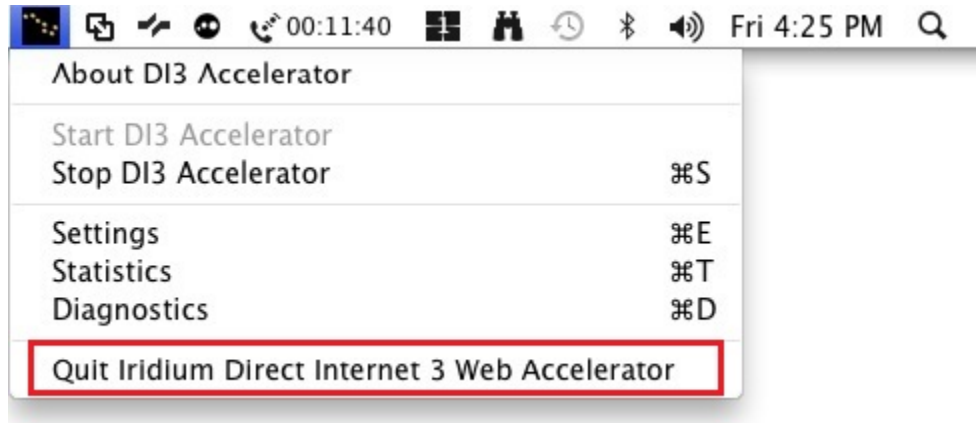 00:11:40 1 Fri 4:25 PM
About DI3 Accelerator
Start DI3 Accelerator
Stop DI3 Accelerator ⌘S
Settings ⌘E
Statistics ⌘T
Diagnostics ⌘D
Quit Iridium Direct Internet 3 Web Accelerator